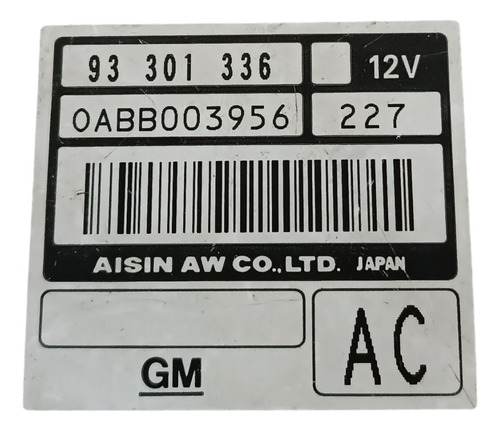 93 301 336 12V
0ABB003956 227
AISIN AW CO.,LTD. JAPAN
GM AC